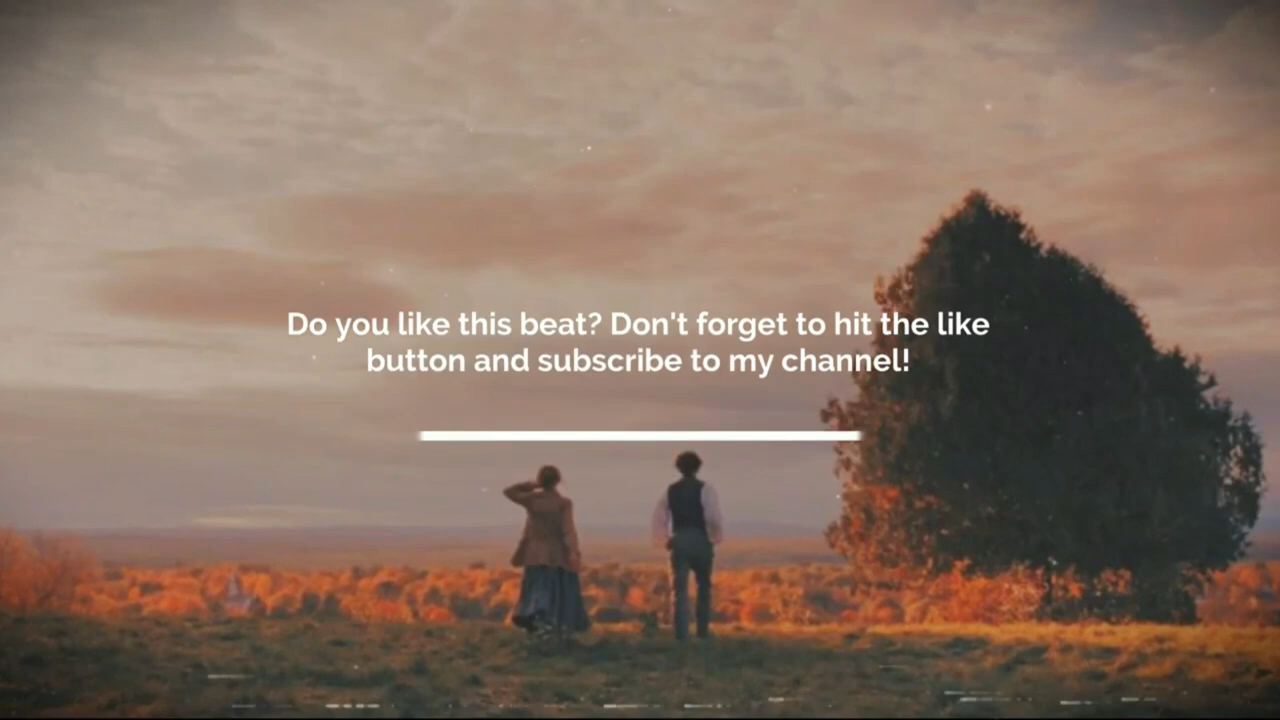 Do you like this beat? Don't forget to hit the like
button and subscribe to my channel!